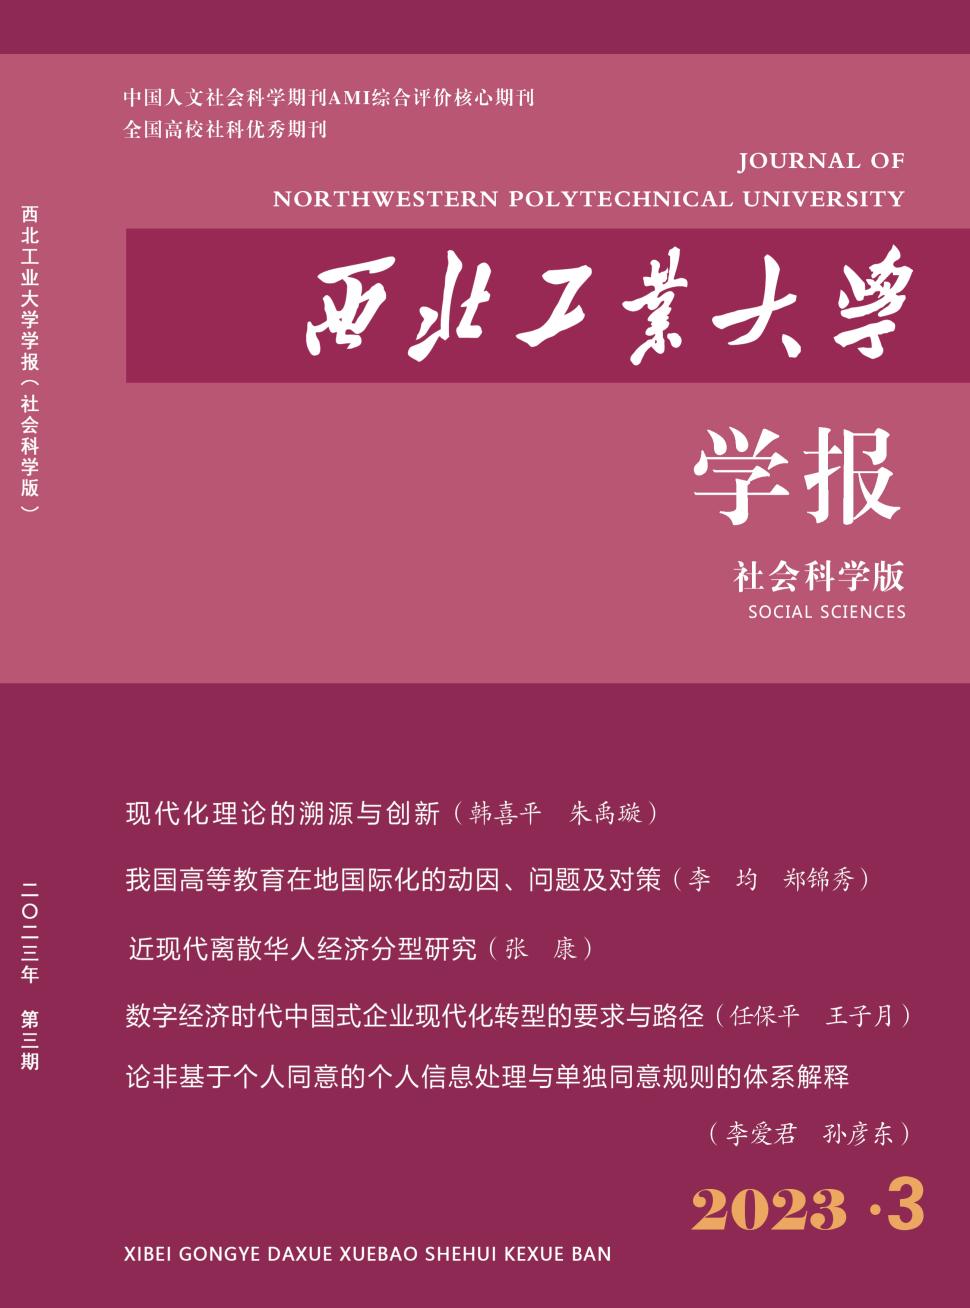 中国人文社会科学期刊AMI综合评价核心期刊
全国高校社科优秀期刊
JOURNAL OF
NORTHWESTERN POLYTECHNICAL UNIVERSITY
西北工業大學
学报
社会科学版
SOCIAL SCIENCES
西北工业大学学报（社会科学版）
二〇二三年 第三期
现代化理论的溯源与创新（韩喜平 朱禹璇）
我国高等教育在地国际化的动因、问题及对策（李 均 郑锦秀）
近现代离散华人经济分型研究（张 康）
数字经济时代中国式企业现代化转型的要求与路径（任保平 王子月）
论非基于个人同意的个人信息处理与单独同意规则的体系解释
（李爱君 孙彦东）
2023·3
XIBEI GONGYE DAXUE XUEBAO SHEHUI KEXUE BAN